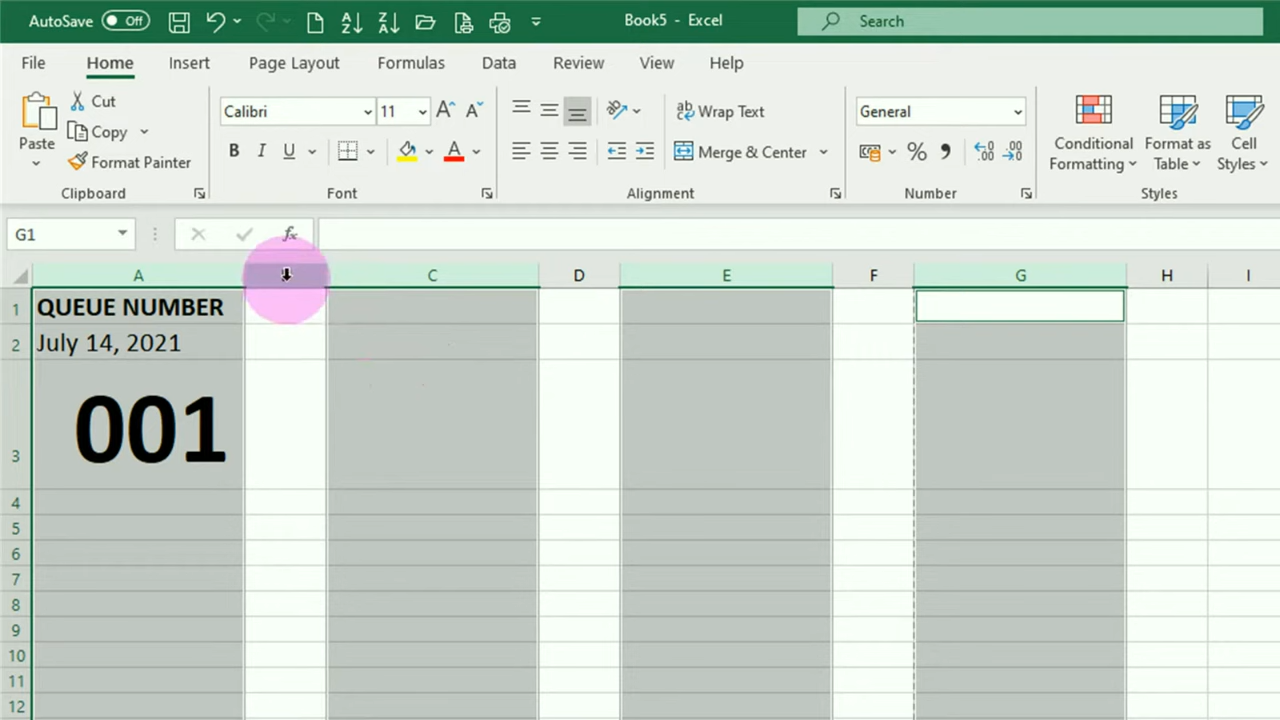 AutoSave Off
Book5 - Excel
Search
File Home Insert Page Layout Formulas Data Review View Help
Paste
Cut
Copy
Format Painter
Clipboard
Calibri 11
B I U
Font
Wrap Text
Merge & Center
Alignment
General
%
Number
Conditional Formatting
Format as Table
Cell Styles
Styles
G1
fx
A C D E F G H I
1 QUEUE NUMBER
2 July 14, 2021
3 001
4
5
6
7
8
9
10
11
12